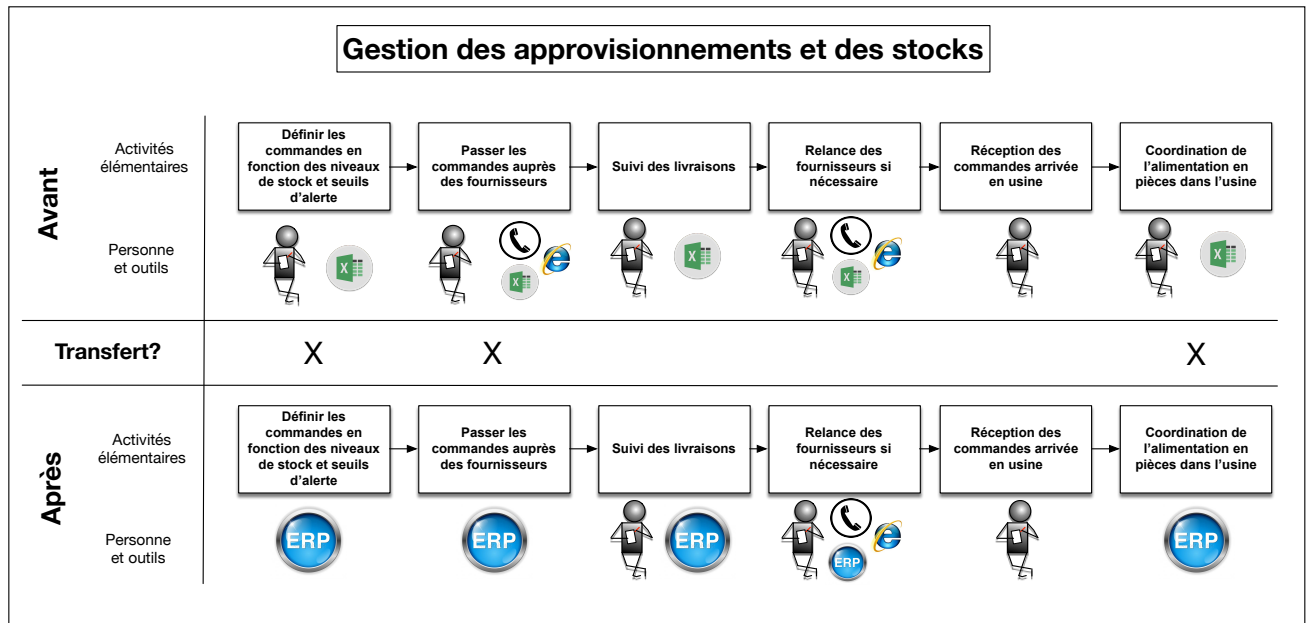 Gestion des approvisionnements et des stocks
Avant
Activités
élémentaires
Définir les
commandes en
fonction des niveaux
de stock et seuils
d'alerte
Passer les
commandes auprès
des fournisseurs
Suivi des livraisons
Relance des
fournisseurs si
nécessaire
Réception des
commandes arrivée
en usine
Coordination de
l'alimentation en
pièces dans l'usine
Personne
et outils
X
X
X
X
X
Transfert?
X
X
X
Après
Activités
élémentaires
Définir les
commandes en
fonction des niveaux
de stock et seuils
d'alerte
Passer les
commandes auprès
des fournisseurs
Suivi des livraisons
Relance des
fournisseurs si
nécessaire
Réception des
commandes arrivée
en usine
Coordination de
l'alimentation en
pièces dans l'usine
Personne
et outils
ERP
ERP
ERP
ERP
ERP